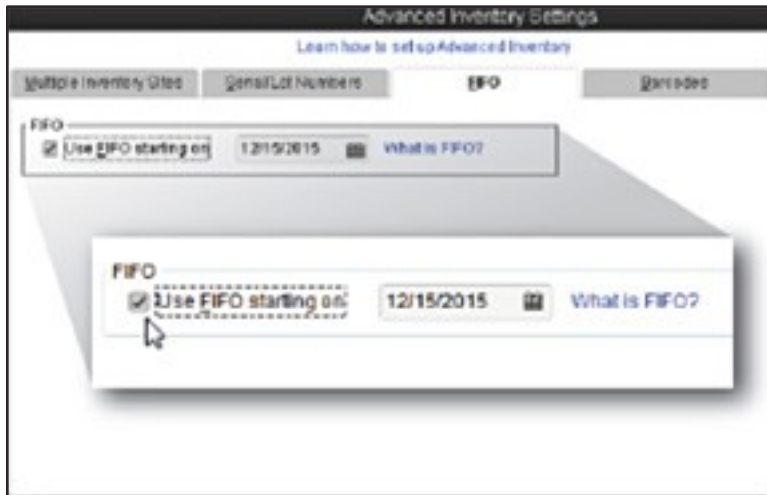 Advanced Inventory Settings
Learn how to set up Advanced Inventory
Multiple Inventory Sites Serial/Lot Numbers FIFO Barcodes
FIFO
Use FIFO starting on 12/15/2015 What is FIFO?
FIFO
Use FIFO starting on 12/15/2015 What is FIFO?